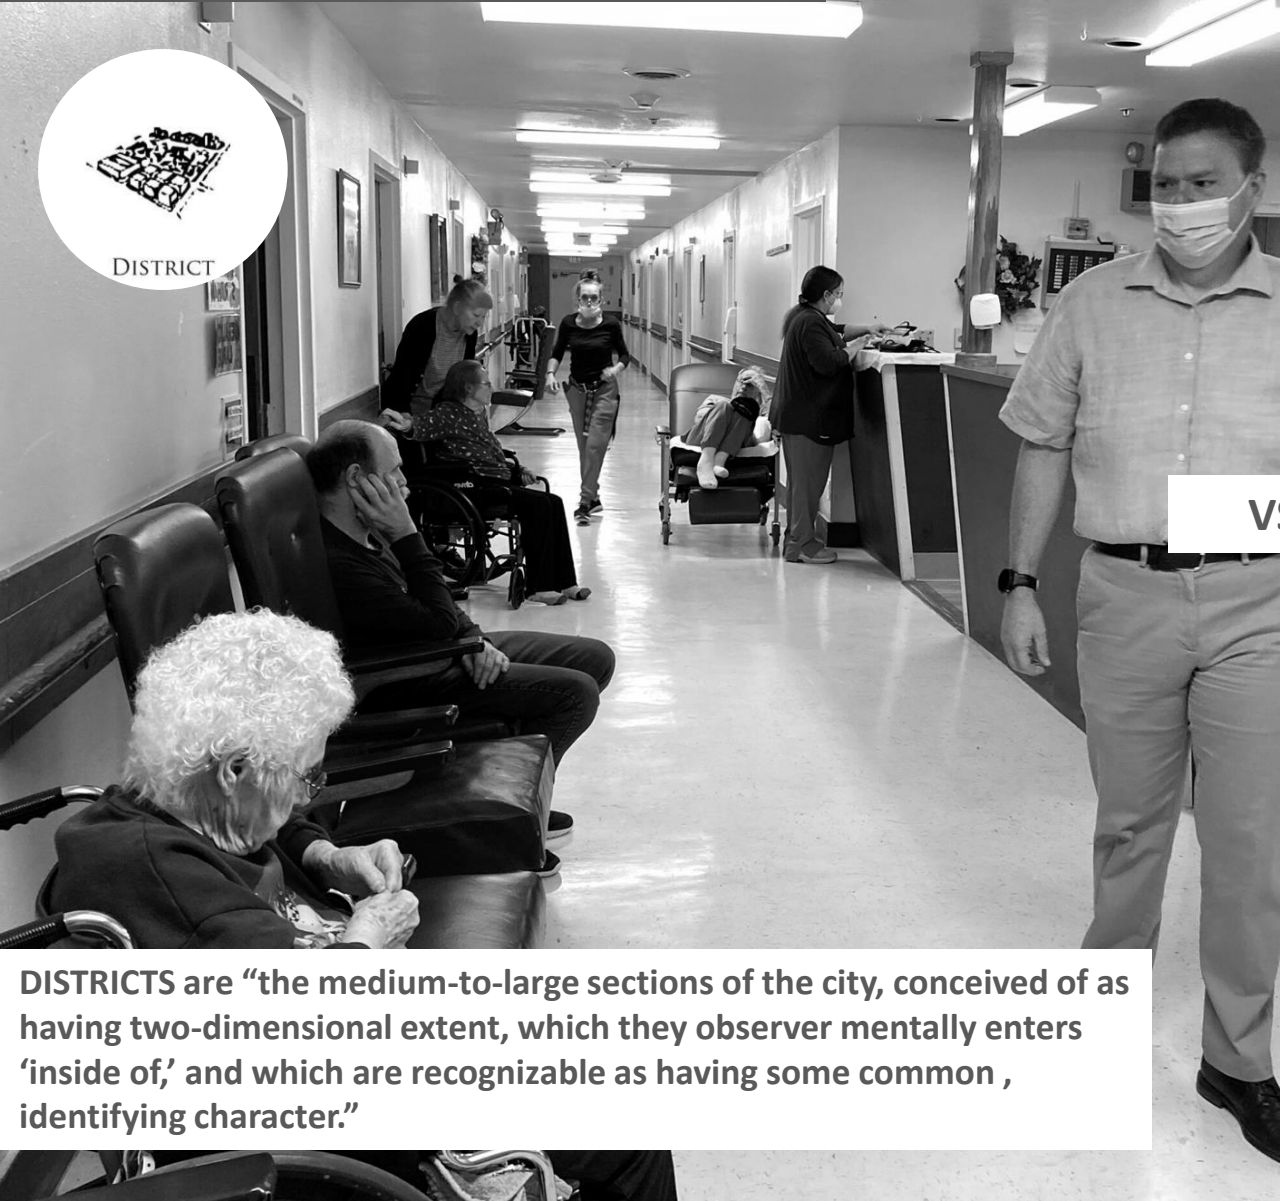 DISTRICT
VS
DISTRICTS are “the medium-to-large sections of the city, conceived of as
having two-dimensional extent, which they observer mentally enters
‘inside of,’ and which are recognizable as having some common ,
identifying character.”